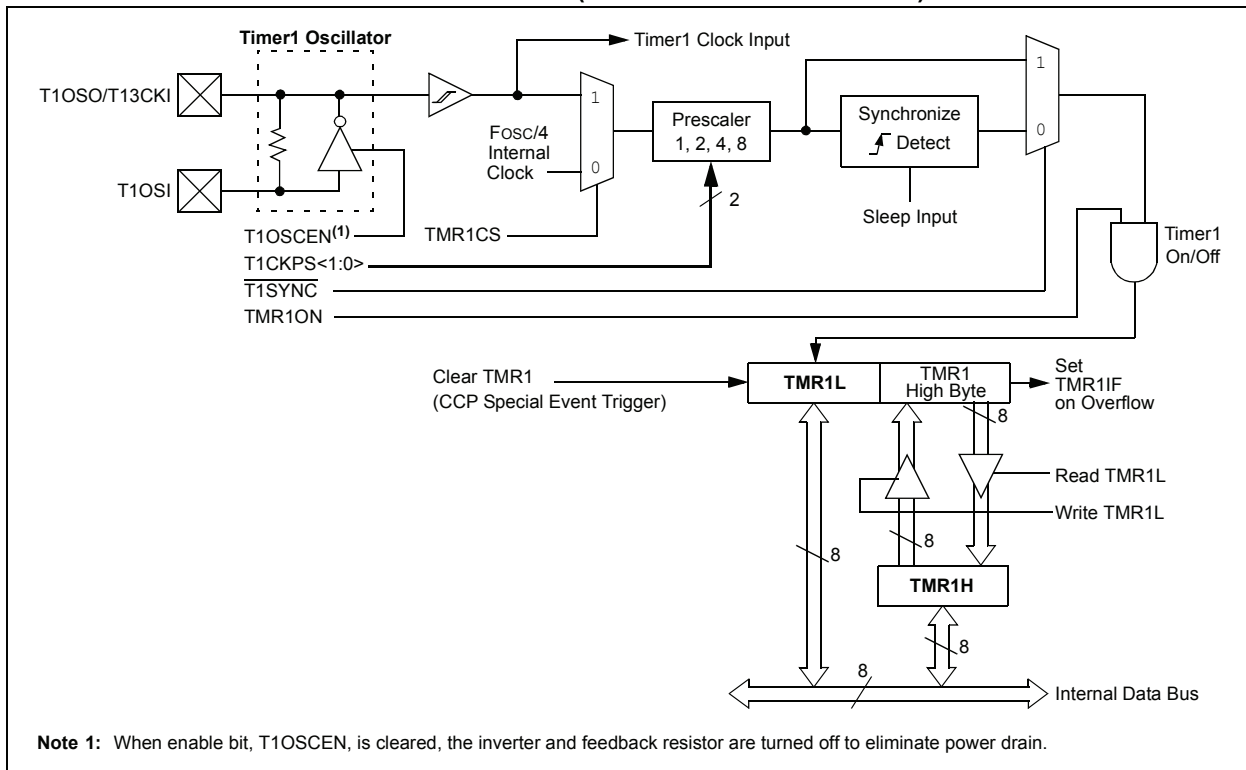 Timer1 Oscillator
Timer1 Clock Input
T1OSO/T13CKI
1
FOSC/4
Internal
Clock
0
Prescaler
1, 2, 4, 8
Synchronize
Detect
1
0
T1OSI
2
Sleep Input
T1OSCEN(1)
TMR1CS
T1CKPS<1:0>
T1SYNC
TMR1ON
Timer1
On/Off
Clear TMR1
(CCP Special Event Trigger)
TMR1L
TMR1
High Byte
Set
TMR1IF
on Overflow
8
Read TMR1L
Write TMR1L
8
8
TMR1H
8
8
Internal Data Bus
Note 1: When enable bit, T1OSCEN, is cleared, the inverter and feedback resistor are turned off to eliminate power drain.